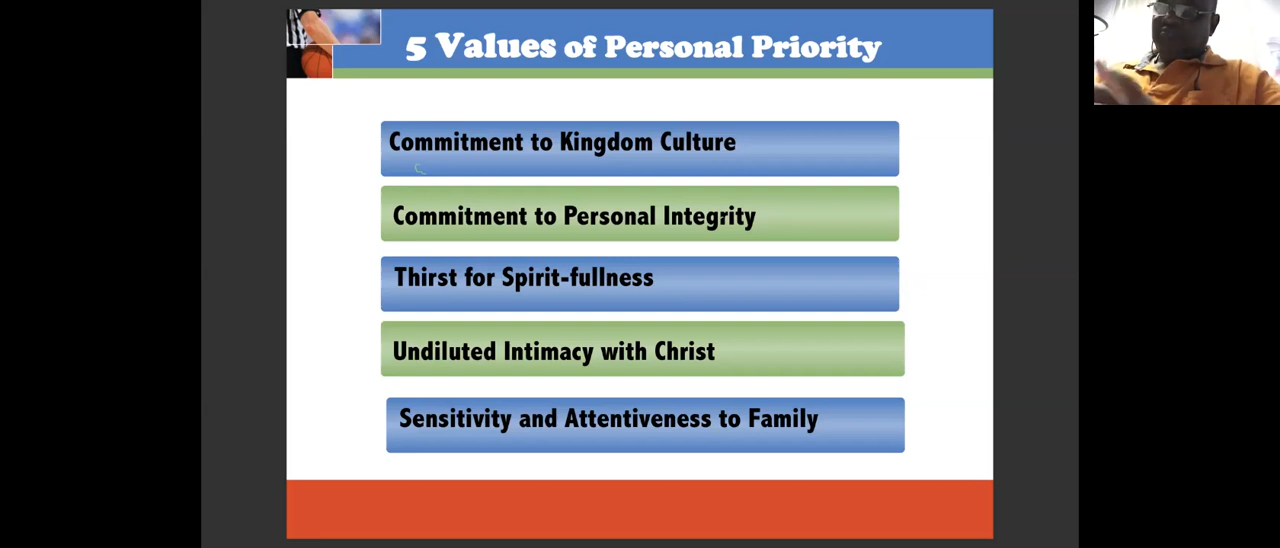 5 Values of Personal Priority
Commitment to Kingdom Culture
Commitment to Personal Integrity
Thirst for Spirit-fullness
Undiluted Intimacy with Christ
Sensitivity and Attentiveness to Family